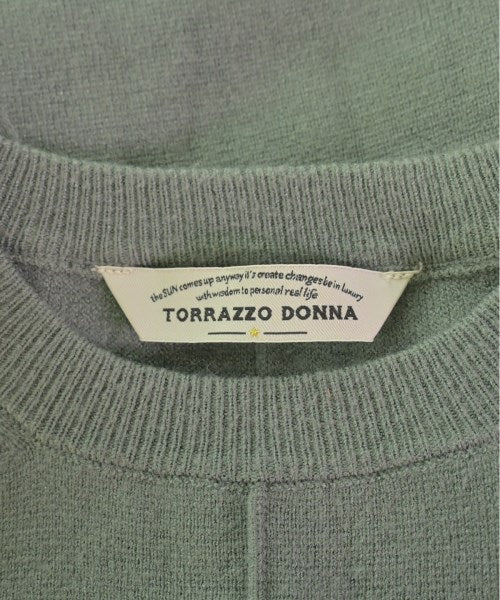 the SUN comes up anyway it's create changes be in luxury
with wisdom to personal real life
TORRAZZO DONNA